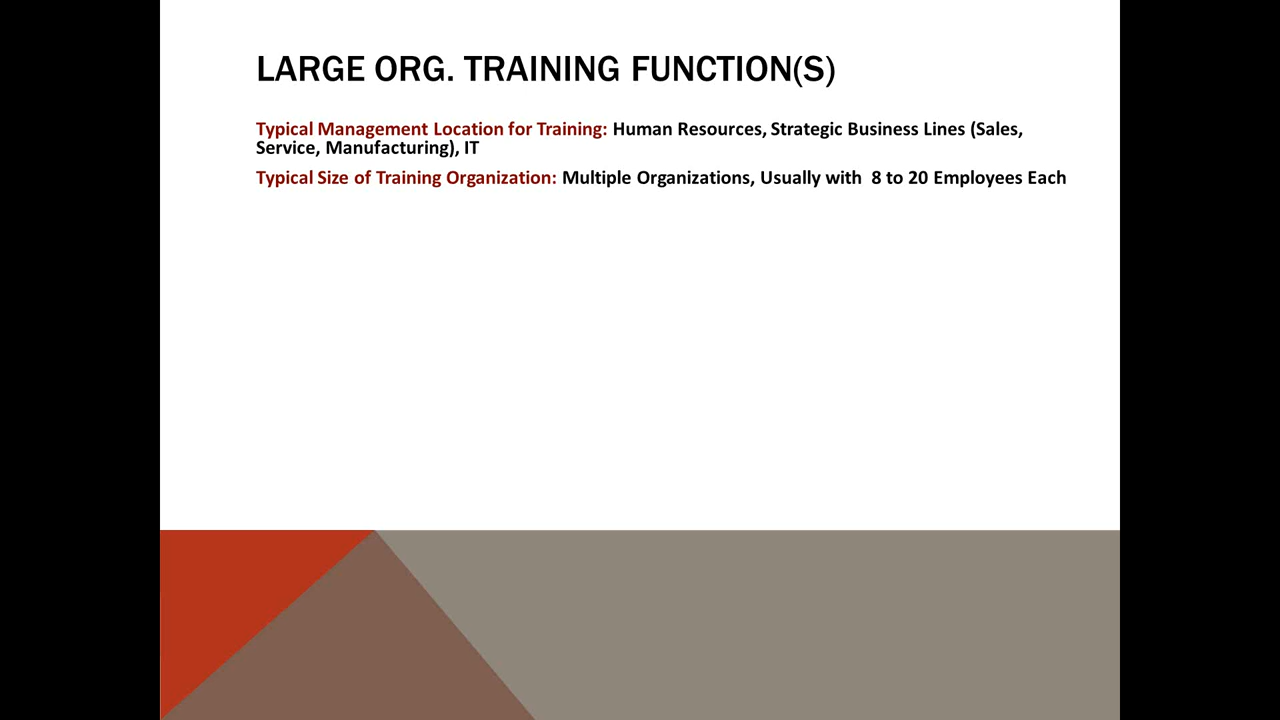 LARGE ORG. TRAINING FUNCTION(S)
Typical Management Location for Training: Human Resources, Strategic Business Lines (Sales,
Service, Manufacturing), IT
Typical Size of Training Organization: Multiple Organizations, Usually with  8 to 20 Employees Each